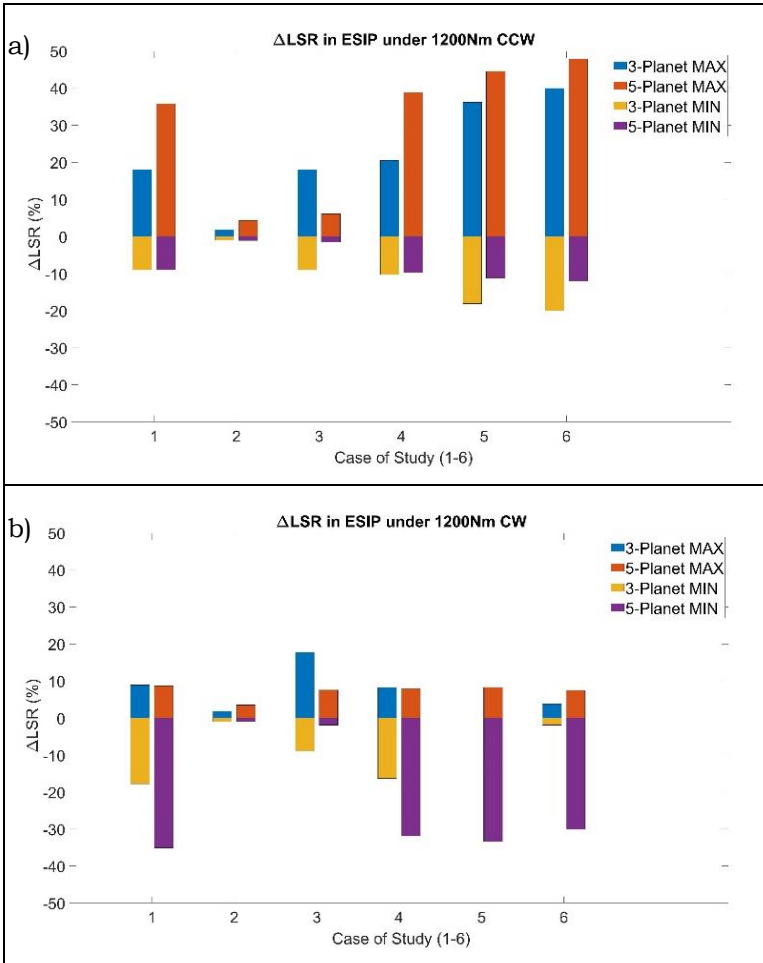 a)
ΔLSR in ESIP under 1200Nm CCW
50
40
30
20
10
0
-10
-20
-30
-40
-50
ΔLSR (%)
3-Planet MAX
5-Planet MAX
3-Planet MIN
5-Planet MIN
1 2 3 4 5 6
Case of Study (1-6)
b)
ΔLSR in ESIP under 1200Nm CW
50
40
30
20
10
0
-10
-20
-30
-40
-50
ΔLSR (%)
3-Planet MAX
5-Planet MAX
3-Planet MIN
5-Planet MIN
1 2 3 4 5 6
Case of Study (1-6)